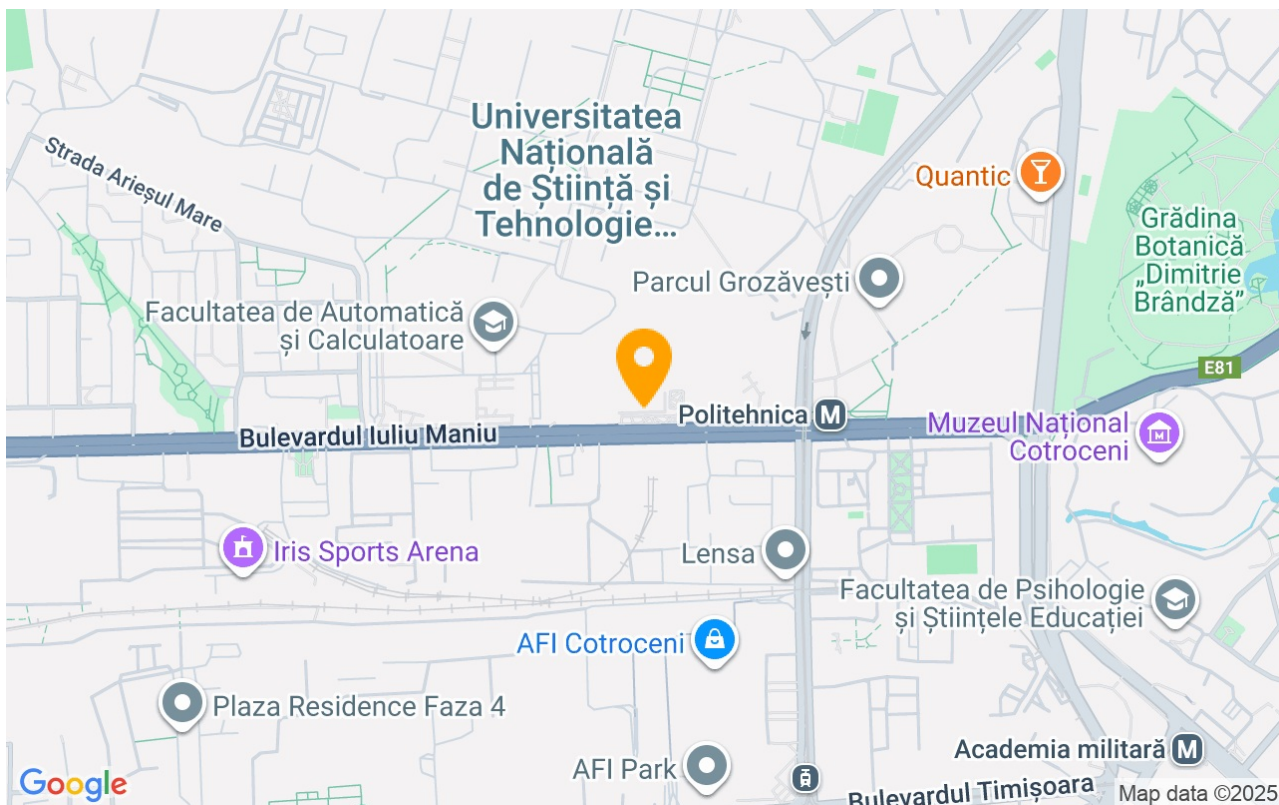 Universitatea
Națională
de Știință și
Tehnologie...
Strada Arieșul Mare
Quantic
Grădina
Botanică
„Dimitrie
Brândză”
Parcul Grozăvești
Facultatea de Automatică
și Calculatoare
E81
Politehnica M
Bulevardul Iuliu Maniu
Muzeul Național
Cotroceni
Iris Sports Arena
Lensa
Facultatea de Psihologie
și Științele Educației
AFI Cotroceni
Plaza Residence Faza 4
Academia militară M
AFI Park
Bulevardul Timișoara
Google
Map data ©2025